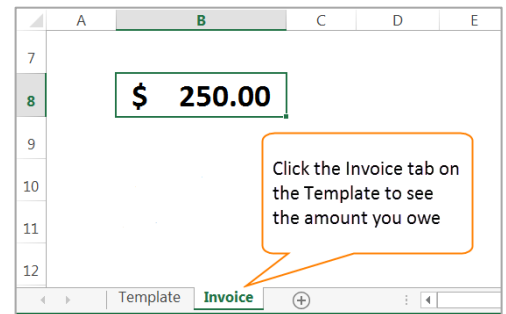 A B C D E
7
8 $ 250.00
9
Click the Invoice tab on
10 the Template to see
11 the amount you owe
12
Template Invoice